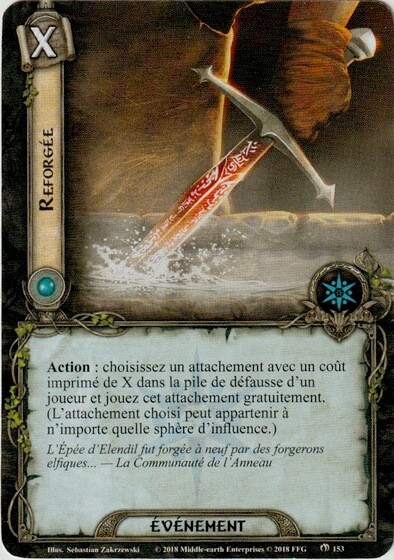 X
REFORGÉE
Action : choisissez un attachement avec un coût
imprimé de X dans la pile de défausse d'un
joueur et jouez cet attachement gratuitement.
(L'attachement choisi peut appartenir à
n'importe quelle sphère d'influence.)
L'Épée d'Elendil fut forgée à neuf par des forgerons
elfiques... — La Communauté de l'Anneau
ÉVÉNEMENT
Illus. Sebastian Zakrzewski © 2018 Middle-earth Enterprises © 2018 FFG 153